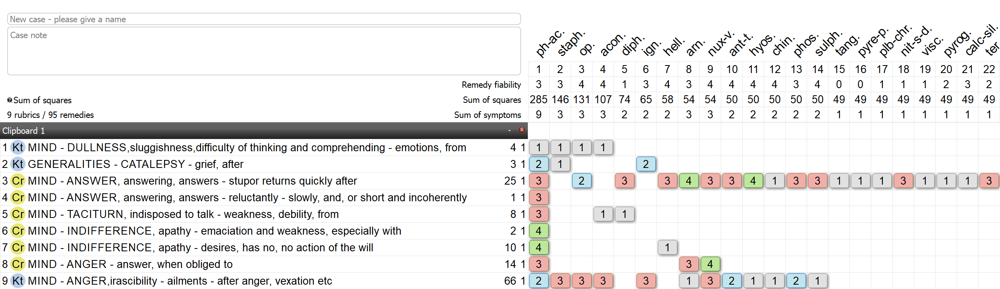 New case - please give a name
Case note
ph-ac. staph. op. acon. diph. ign. hell. arn. nux-v. ant-t. hyos. chin. phos. sulph. tang. pyre-p. plb-chr. nit-s-d. visc. pyrog. calc-sil. ter
1 2 3 4 5 6 7 8 9 10 11 12 13 14 15 16 17 18 19 20 21 22
Remedy fiability 3 3 4 4 1 3 4 3 4 4 4 4 3 4 0 0 1 1 1 2 3 2
Sum of squares Sum of squares 285 146 131 107 74 65 58 54 54 50 50 50 50 50 49 49 49 49 49 49 49 49
9 rubrics / 95 remedies Sum of symptoms 9 3 3 3 2 2 2 3 3 2 2 2 2 2 1 1 1 1 1 1 1 1
Clipboard 1
1 Kt MIND - DULLNESS,sluggishness,difficulty of thinking and comprehending - emotions, from 4 1 1 1 1 1
2 Kt GENERALITIES - CATALEPSY - grief, after 3 1 2 1 2
3 Cr MIND - ANSWER, answering, answers - stupor returns quickly after 25 1 3 2 3 3 4 3 3 4 1 3 3 1 1 1 3 1 1 1 3
4 Cr MIND - ANSWER, answering, answers - reluctantly - slowly, and, or short and incoherently 1 1 3
5 Cr MIND - TACITURN, indisposed to talk - weakness, debility, from 8 1 3 1 1
6 Cr MIND - INDIFFERENCE, apathy - emaciation and weakness, especially with 2 1 4
7 Cr MIND - INDIFFERENCE, apathy - desires, has no, no action of the will 10 1 4 1
8 Cr MIND - ANGER - answer, when obliged to 14 1 3 3 4
9 Kt MIND - ANGER,irascibility - ailments - after anger, vexation etc 66 1 2 3 3 3 3 1 3 2 1 1 2 1